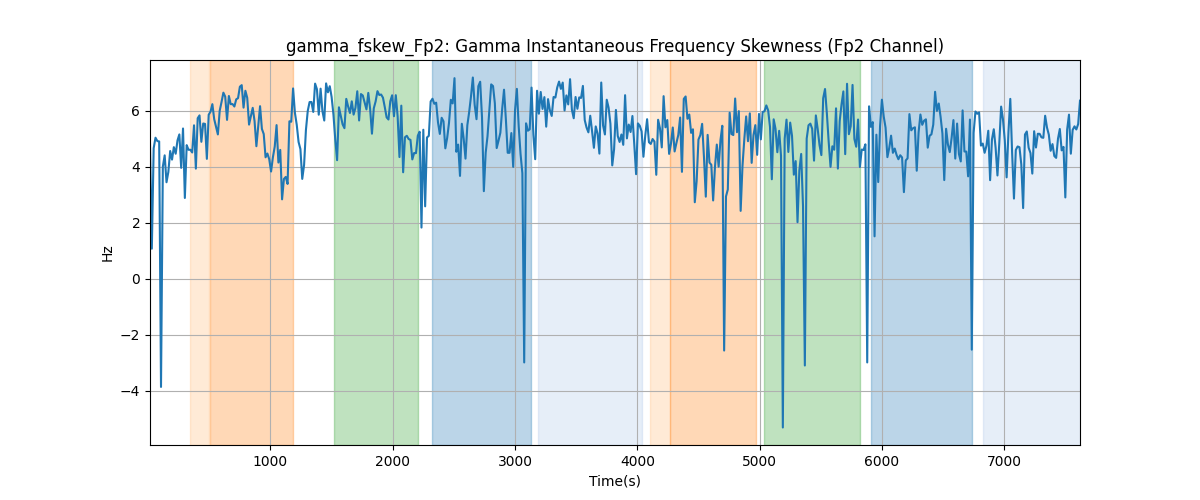 gamma_fskew_Fp2: Gamma Instantaneous Frequency Skewness (Fp2 Channel)
6
4
2
0
−2
−4
Hz
1000 2000 3000 4000 5000 6000 7000
Time(s)